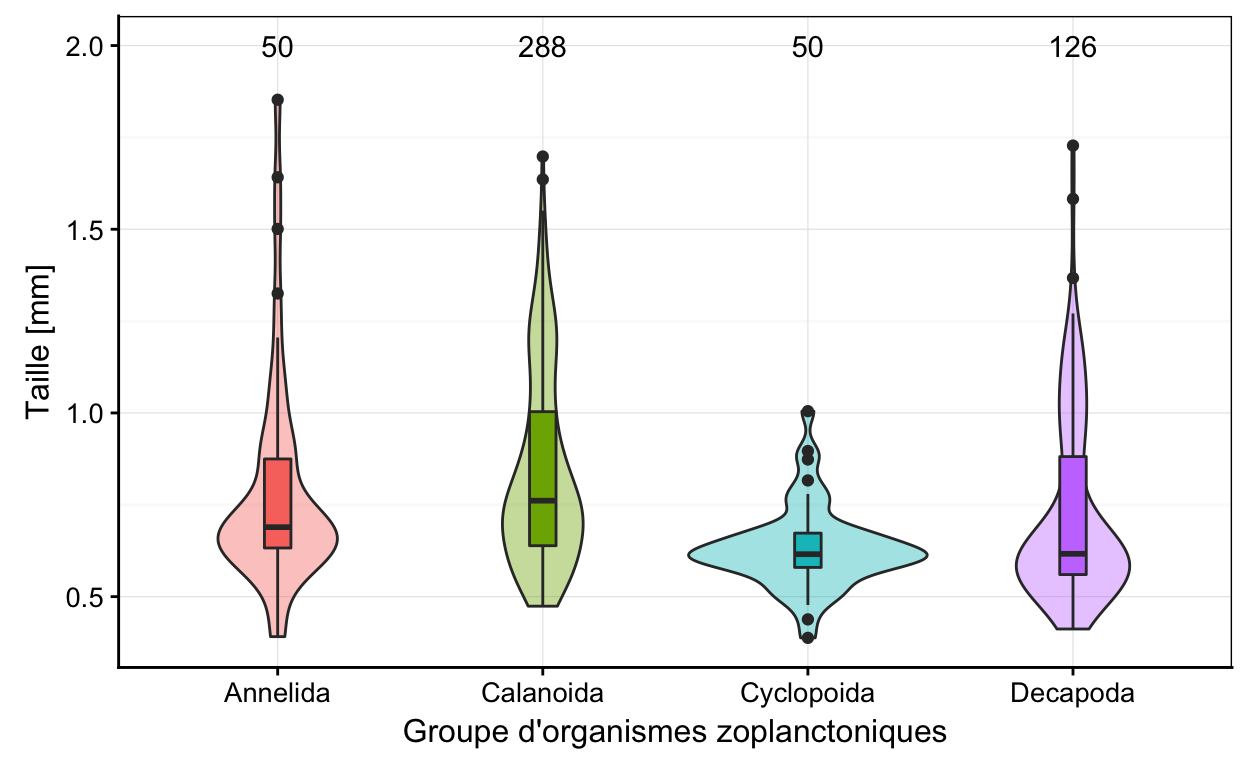 2.0
50 288 50 126
1.5
1.0
0.5
Taille [mm]
Annelida Calanoida Cyclopoida Decapoda
Groupe d'organismes zoplanctoniques